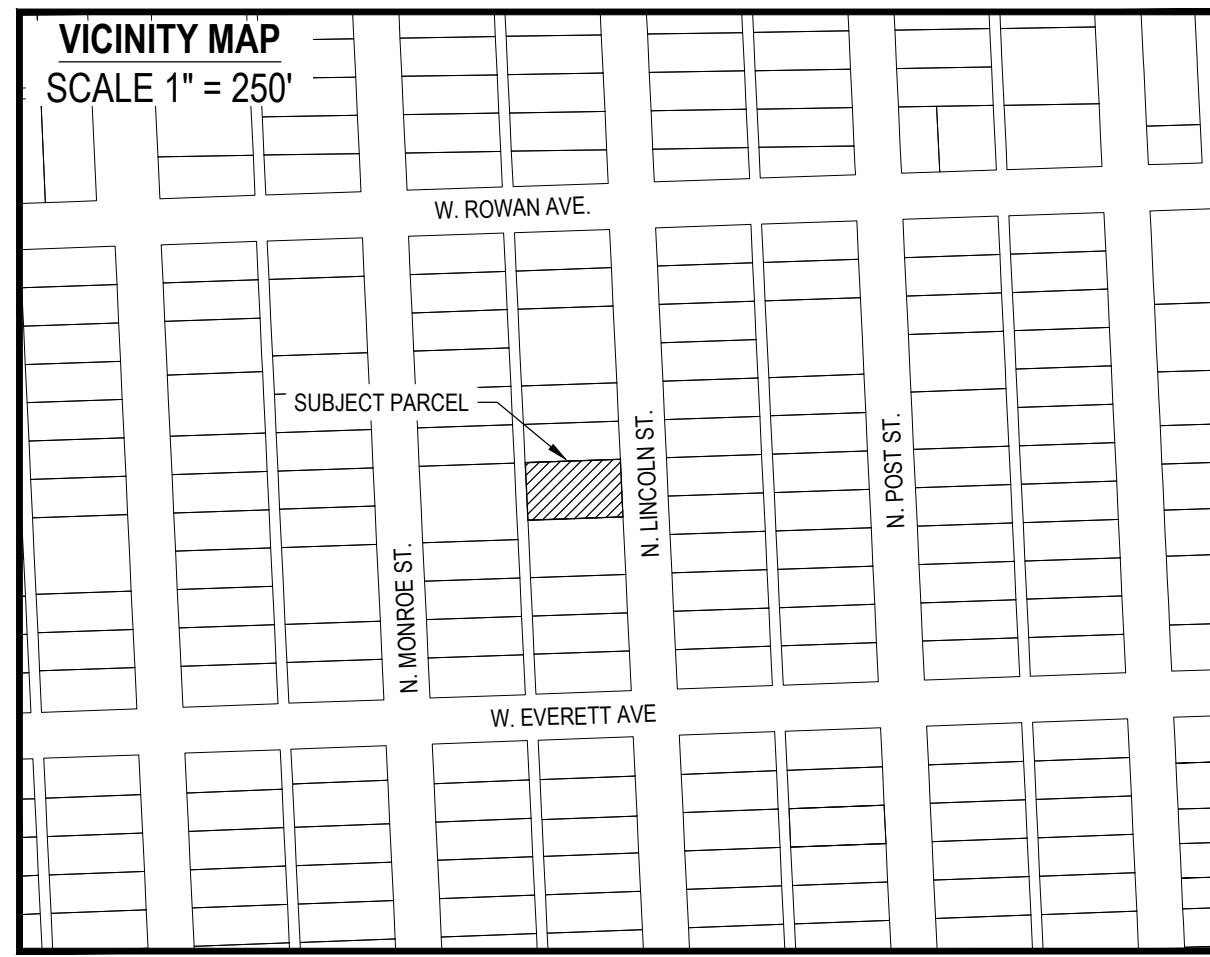 VICINITY MAP
SCALE 1" = 250'
W. ROWAN AVE.
SUBJECT PARCEL
N. LINCOLN ST.
N. POST ST.
N. MONROE ST.
W. EVERETT AVE